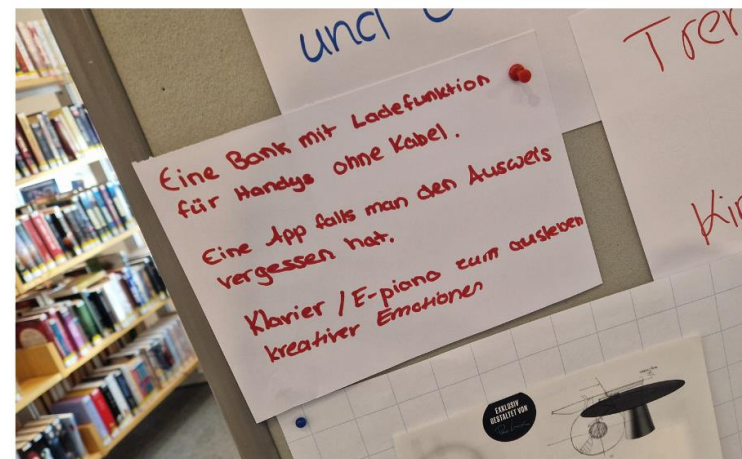 und
Trer
Eine Bank mit Ladefunktion
für Handys ohne Kabel.
Eine App falls man den Ausweis
vergessen hat.
Klavier / E-piano zum ausleben
kreativer Emotionen
Kin
EXKLUSIV
GESTALTET VON